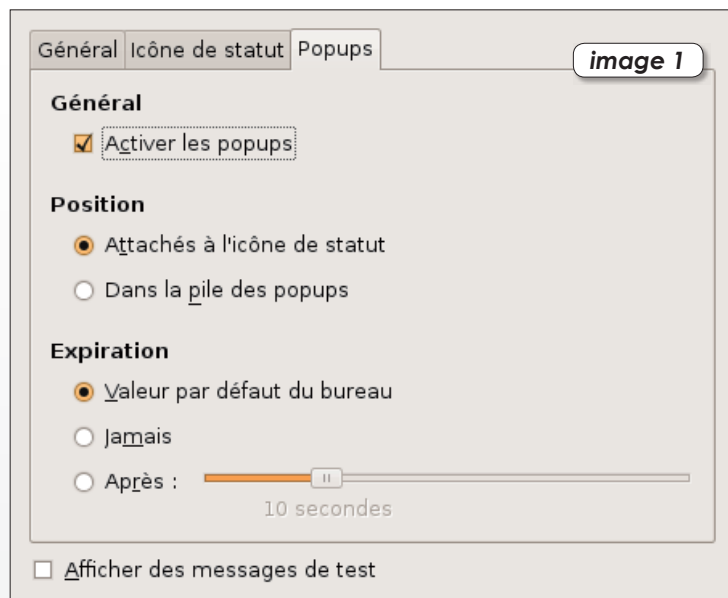 Général Icône de statut Popups
image 1
Général
Activer les popups
Position
Attachés à l'icône de statut
Dans la pile des popups
Expiration
Valeur par défaut du bureau
Jamais
Après :
10 secondes
Afficher des messages de test